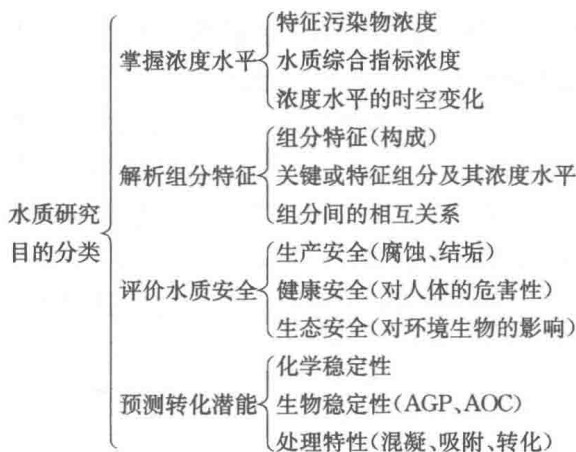 特征污染物浓度
掌握浓度水平
水质综合指标浓度
浓度水平的时空变化
组分特征(构成)
解析组分特征
关键或特征组分及其浓度水平
组分间的相互关系
水质研究
目的分类
生产安全(腐蚀、结垢)
评价水质安全
健康安全(对人体的危害性)
生态安全(对环境生物的影响)
化学稳定性
预测转化潜能
生物稳定性(AGP、AOC)
处理特性(混凝、吸附、转化)